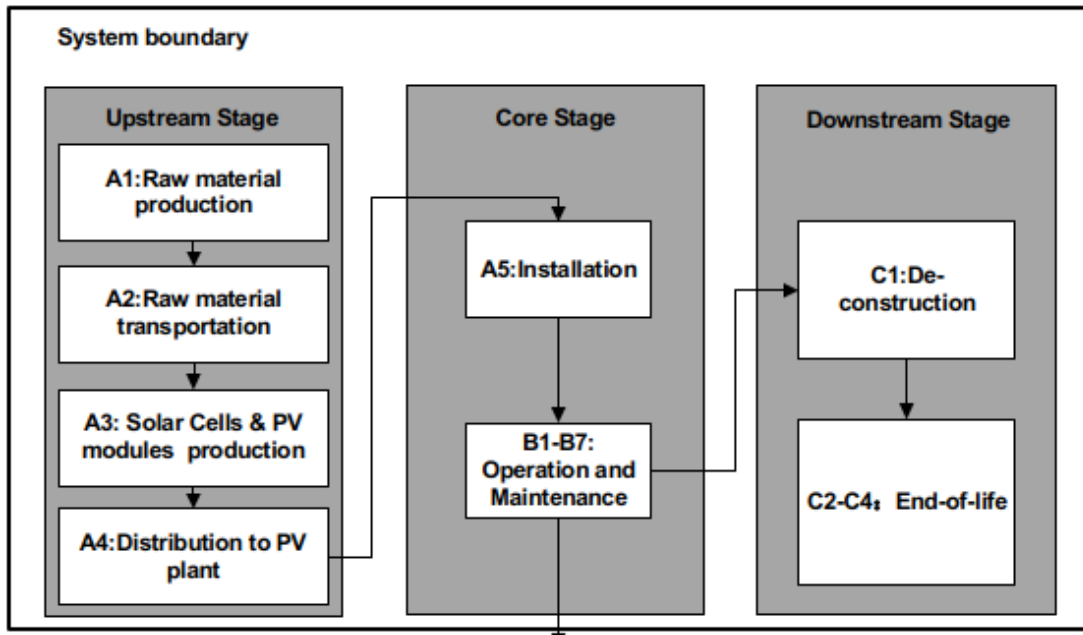 System boundary
Upstream Stage
A1:Raw material
production
A2:Raw material
transportation
A3: Solar Cells & PV
modules production
A4:Distribution to PV
plant
Core Stage
A5:Installation
B1-B7:
Operation and
Maintenance
Downstream Stage
C1:De-
construction
C2-C4: End-of-life